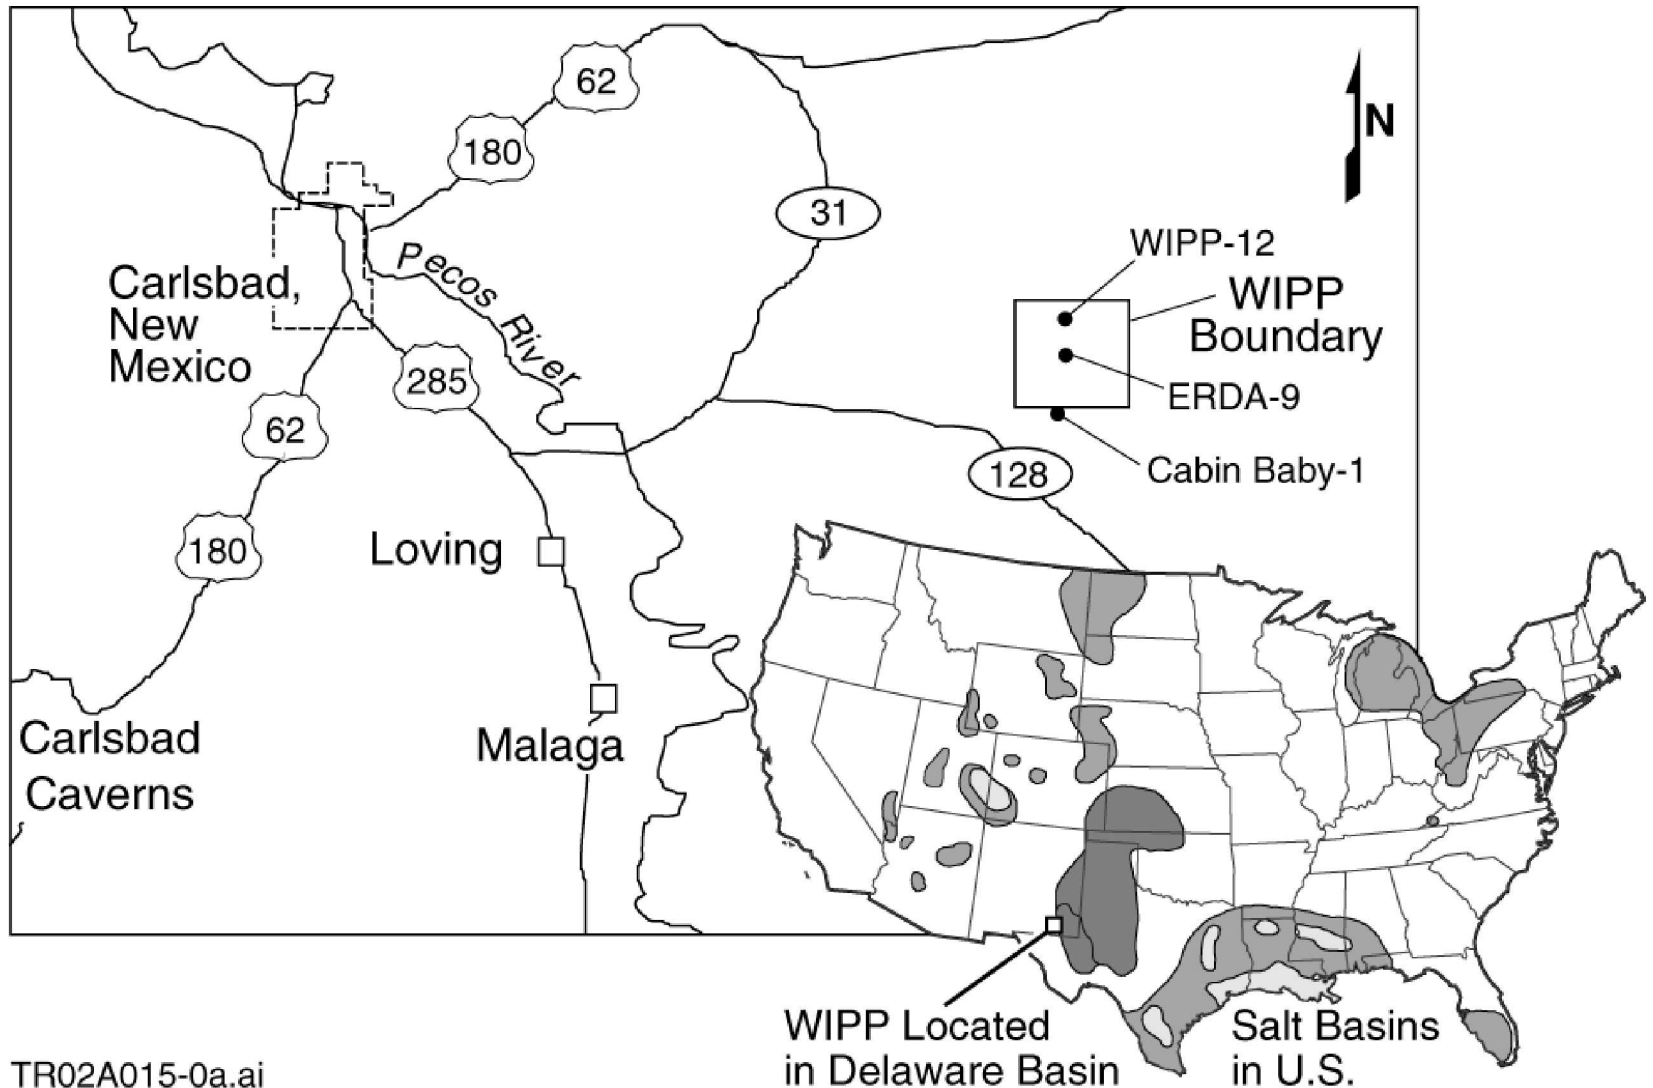 62
180
N
31
WIPP-12
Pecos River
Carlsbad,
New
Mexico
WIPP
Boundary
285
ERDA-9
62
128
Cabin Baby-1
180
Loving
Malaga
Carlsbad
Caverns
WIPP Located
in Delaware Basin
Salt Basins
in U.S.
TR02A015-0a.ai